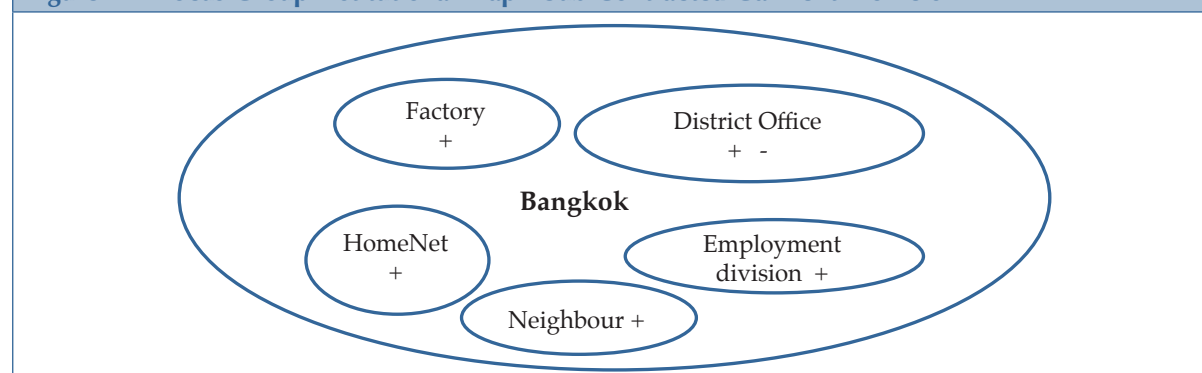 Factory
+
District Office
+ -
Bangkok
HomeNet
+
Employment
division +
Neighbour +